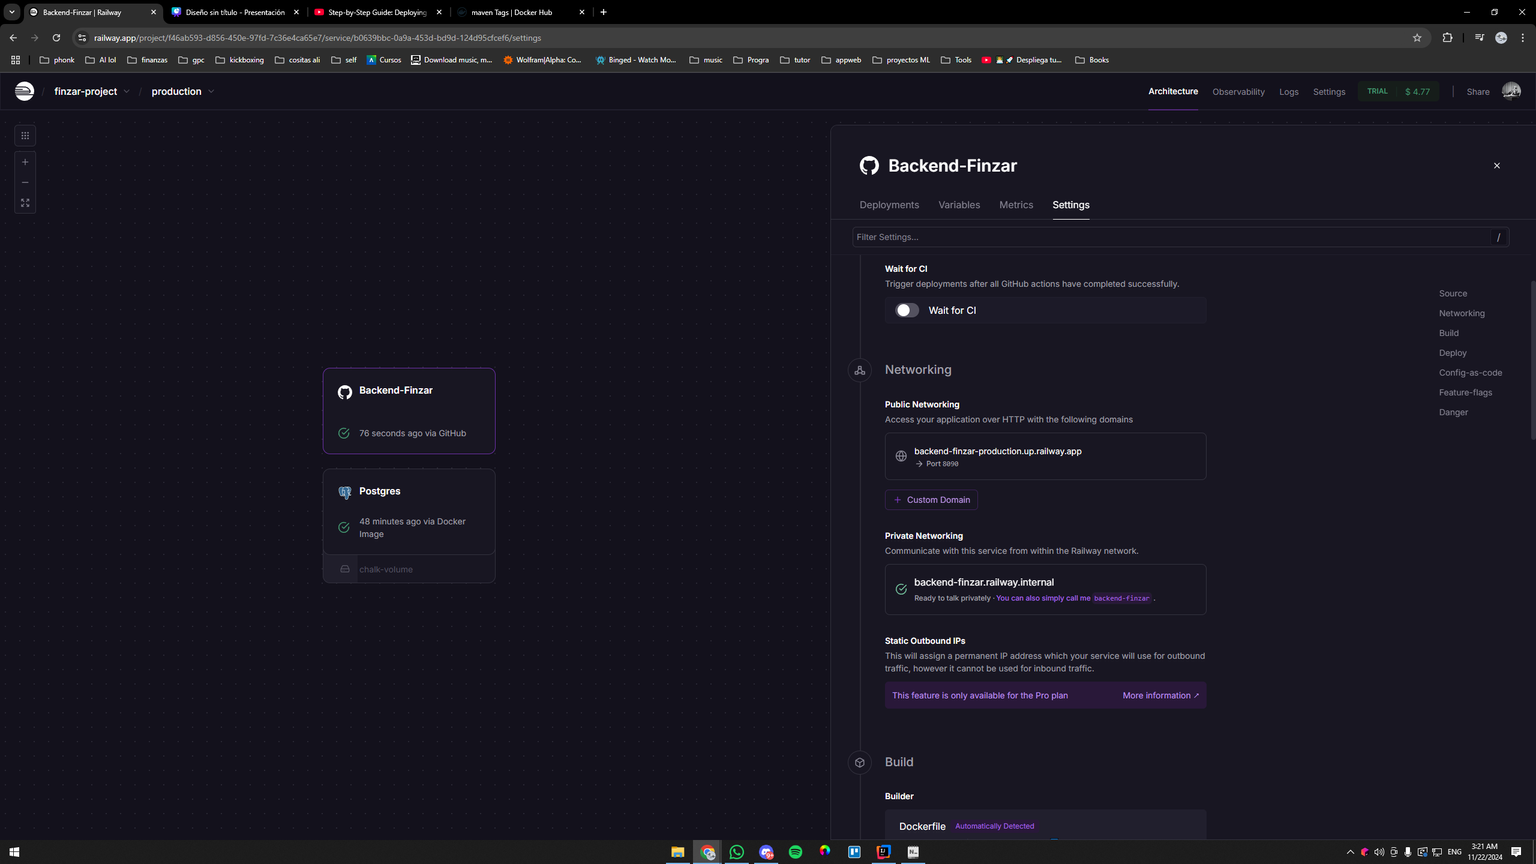 Backend-Finzar | Railway
Diseño sin título - Presentación
Step-by-Step Guide: Deploying
maven Tags | Docker Hub
railway.app/project/f46ab593-d856-450e-97fd-7c36e4ca65e7/service/b0639bbc-0a9a-453d-bd9d-124d95cfcef6/settings
phonk
AI lol
finanzas
gpc
kickboxing
cositas ali
self
Cursos
Download music, m...
Wolfram|Alpha: Co...
Binged - Watch Mo...
music
Progra
tutor
appweb
proyectos ML
Tools
Despliega tu...
Books
finzar-project
/
production
Architecture
Observability
Logs
Settings
TRIAL
$ 4.77
Share
Backend-Finzar
Deployments
Variables
Metrics
Settings
Filter Settings...
/
Wait for CI
Trigger deployments after all GitHub actions have completed successfully.
Wait for CI
Source
Networking
Build
Deploy
Config-as-code
Feature-flags
Danger
Networking
Public Networking
Access your application over HTTP with the following domains
backend-finzar-production.up.railway.app
→ Port 8090
+ Custom Domain
Private Networking
Communicate with this service from within the Railway network.
backend-finzar.railway.internal
Ready to talk privately · You can also simply call me backend-finzar .
Static Outbound IPs
This will assign a permanent IP address which your service will use for outbound
traffic, however it cannot be used for inbound traffic.
This feature is only available for the Pro plan
More information ↗
Build
Builder
Dockerfile
Automatically Detected
Backend-Finzar
76 seconds ago via GitHub
Postgres
48 minutes ago via Docker
Image
chalk-volume
ENG
3:21 AM
11/22/2024